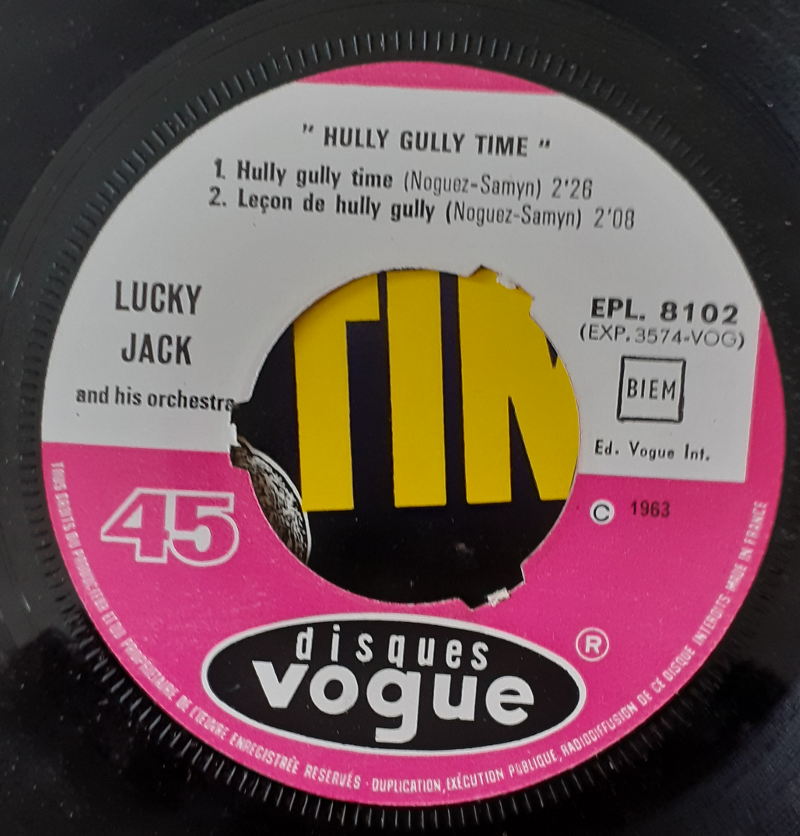 " HULLY GULLY TIME "
1. Hully gully time (Noguez-Samyn) 2'26
2. Leçon de hully gully (Noguez-Samyn) 2'08
LUCKY
JACK
and his orchestra
EPL. 8102
(EXP. 3574-VOG)
BIEM
Ed. Vogue Int.
© 1963
TIM
45
disques
vogue
®
TOUS DROITS DU PRODUCTEUR ET DU PROPRIETAIRE DE L'ŒUVRE ENREGISTRÉE RESERVÉS - DUPLICATION, EXÉCUTION PUBLIQUE, RADIODIFFUSION DE CE DISQUE INTERDITS MADE IN FRANCE